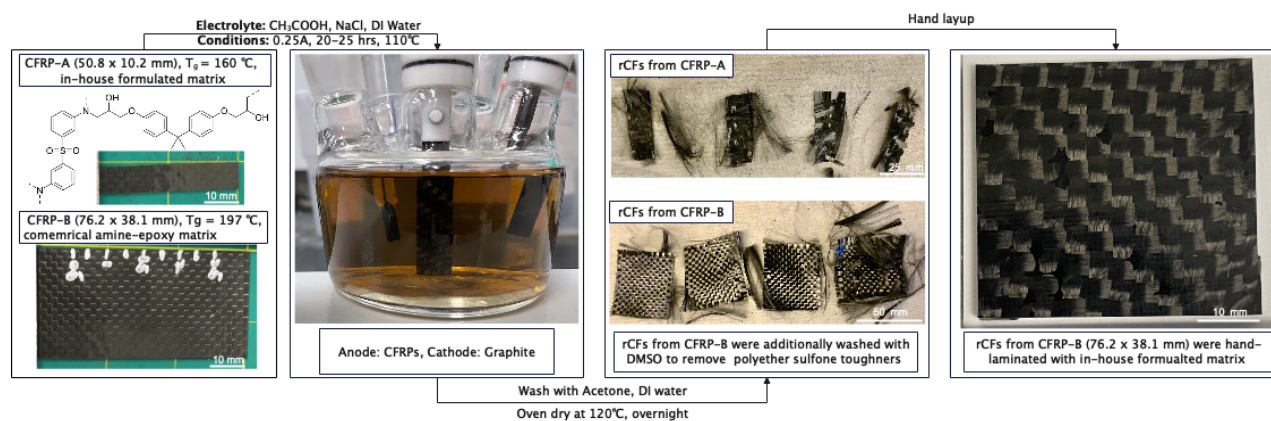 Electrolyte: CH₃COOH, NaCl, DI Water
Conditions: 0.25A, 20-25 hrs, 110℃
Hand layup
CFRP-A (50.8 x 10.2 mm), Tg = 160 ℃,
in-house formulated matrix
OH
N
O
O
OH
O=S=O
N
10 mm
CFRP-B (76.2 x 38.1 mm), Tg = 197 ℃,
comemrical amine-epoxy matrix
10 mm
Anode: CFRPs, Cathode: Graphite
rCFs from CFRP-A
25 mm
rCFs from CFRP-B
50 mm
rCFs from CFRP-B were additionally washed with
DMSO to remove polyether sulfone toughners
10 mm
rCFs from CFRP-B (76.2 x 38.1 mm) were hand-
laminated with in-house formualted matrix
Wash with Acetone, DI water
Oven dry at 120℃, overnight